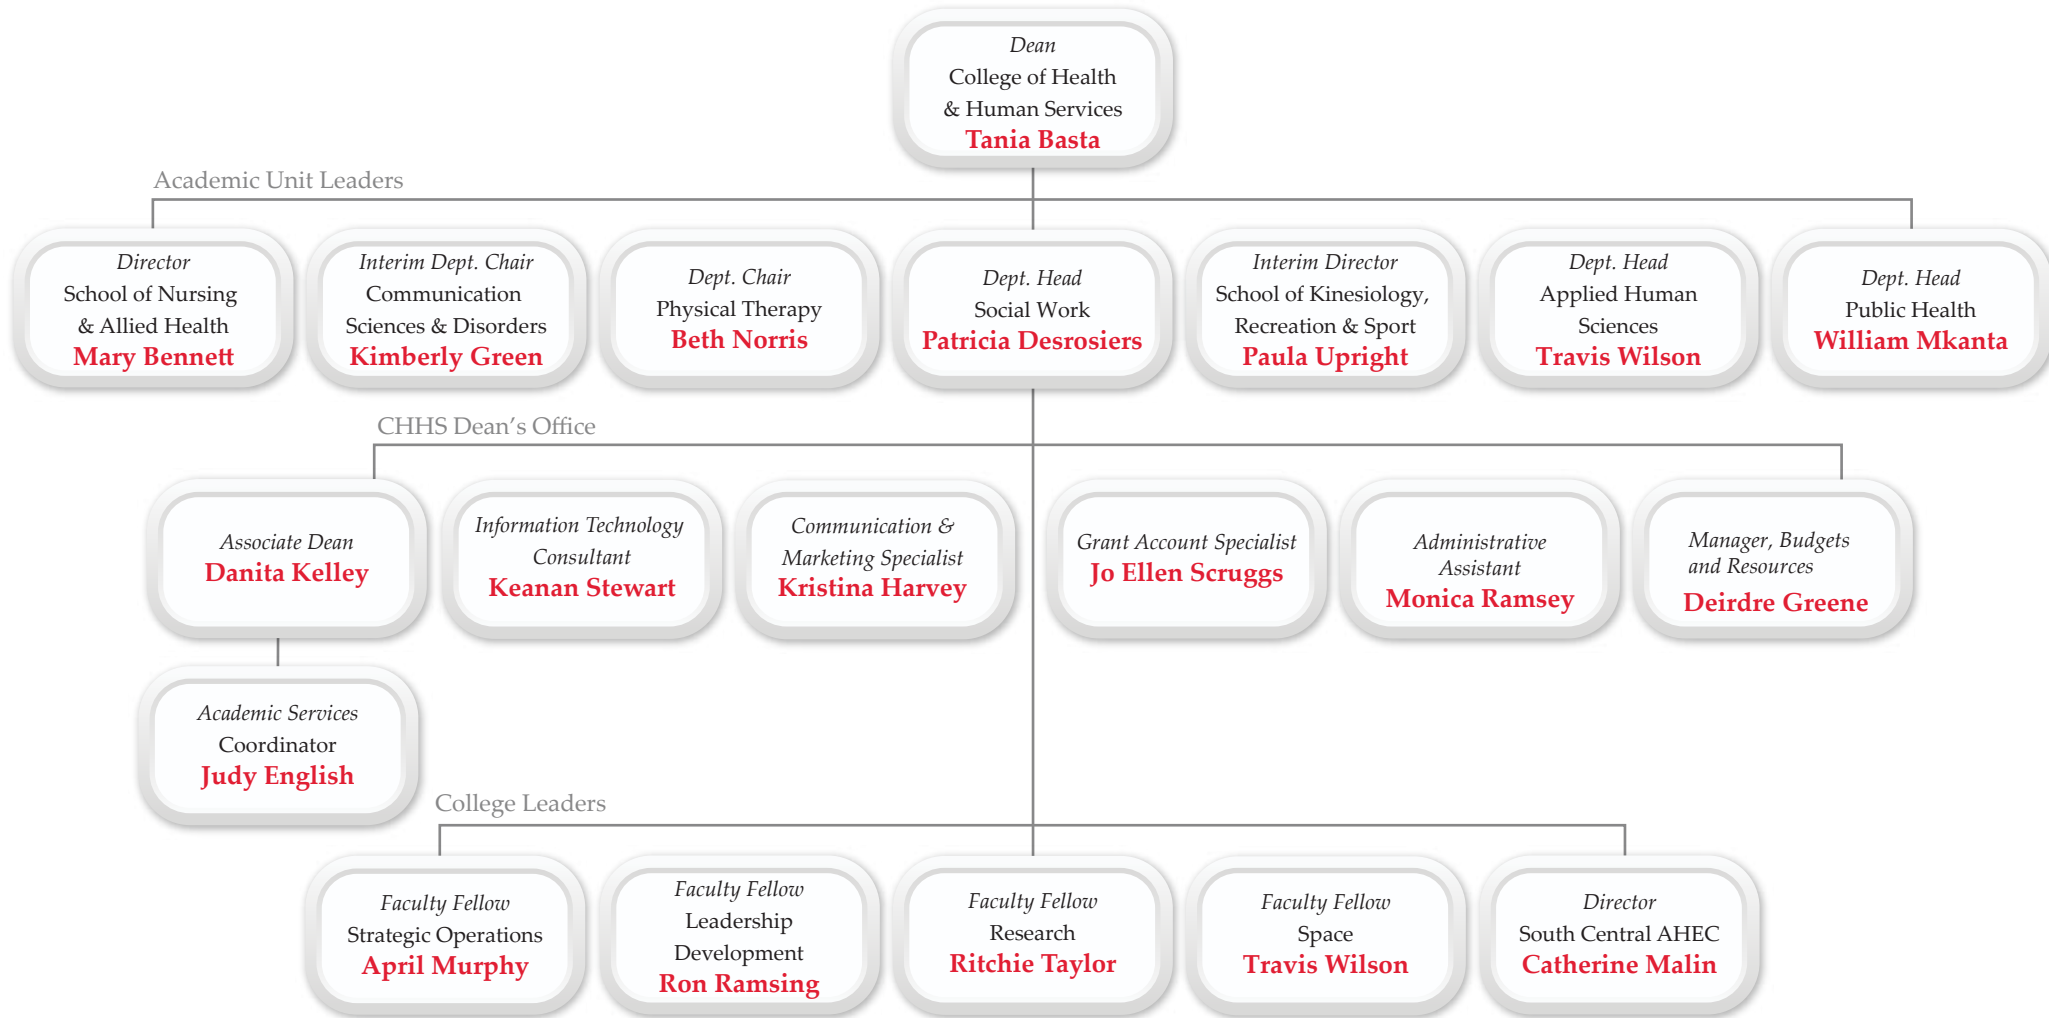 Dean
College of Health
& Human Services
Tania Basta
Academic Unit Leaders
Director
School of Nursing
& Allied Health
Mary Bennett
Interim Dept. Chair
Communication
Sciences & Disorders
Kimberly Green
Dept. Chair
Physical Therapy
Beth Norris
Dept. Head
Social Work
Patricia Desrosiers
Interim Director
School of Kinesiology,
Recreation & Sport
Paula Upright
Dept. Head
Applied Human
Sciences
Travis Wilson
Dept. Head
Public Health
William Mkanta
CHHS Dean’s Office
Associate Dean
Danita Kelley
Information Technology
Consultant
Keanan Stewart
Communication &
Marketing Specialist
Kristina Harvey
Grant Account Specialist
Jo Ellen Scruggs
Administrative
Assistant
Monica Ramsey
Manager, Budgets
and Resources
Deirdre Greene
Academic Services
Coordinator
Judy English
College Leaders
Faculty Fellow
Strategic Operations
April Murphy
Faculty Fellow
Leadership
Development
Ron Ramsing
Faculty Fellow
Research
Ritchie Taylor
Faculty Fellow
Space
Travis Wilson
Director
South Central AHEC
Catherine Malin